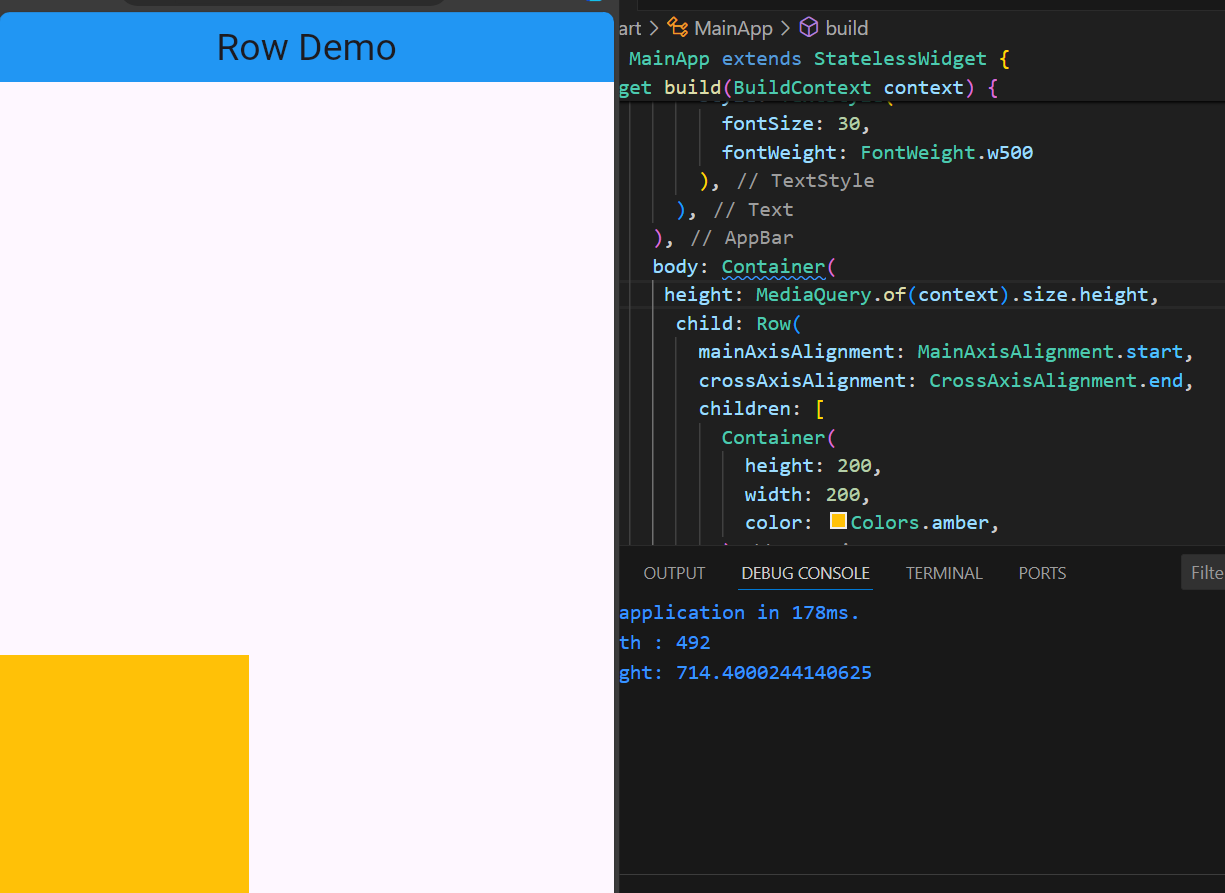 Row Demo
art > MainApp > build
MainApp extends StatelessWidget {
get build(BuildContext context) {
fontSize: 30,
fontWeight: FontWeight.w500
), // TextStyle
), // Text
), // AppBar
body: Container(
height: MediaQuery.of(context).size.height,
child: Row(
mainAxisAlignment: MainAxisAlignment.start,
crossAxisAlignment: CrossAxisAlignment.end,
children: [
Container(
height: 200,
width: 200,
color: Colors.amber,
OUTPUT DEBUG CONSOLE TERMINAL PORTS Filte
application in 178ms.
th : 492
ght: 714.4000244140625